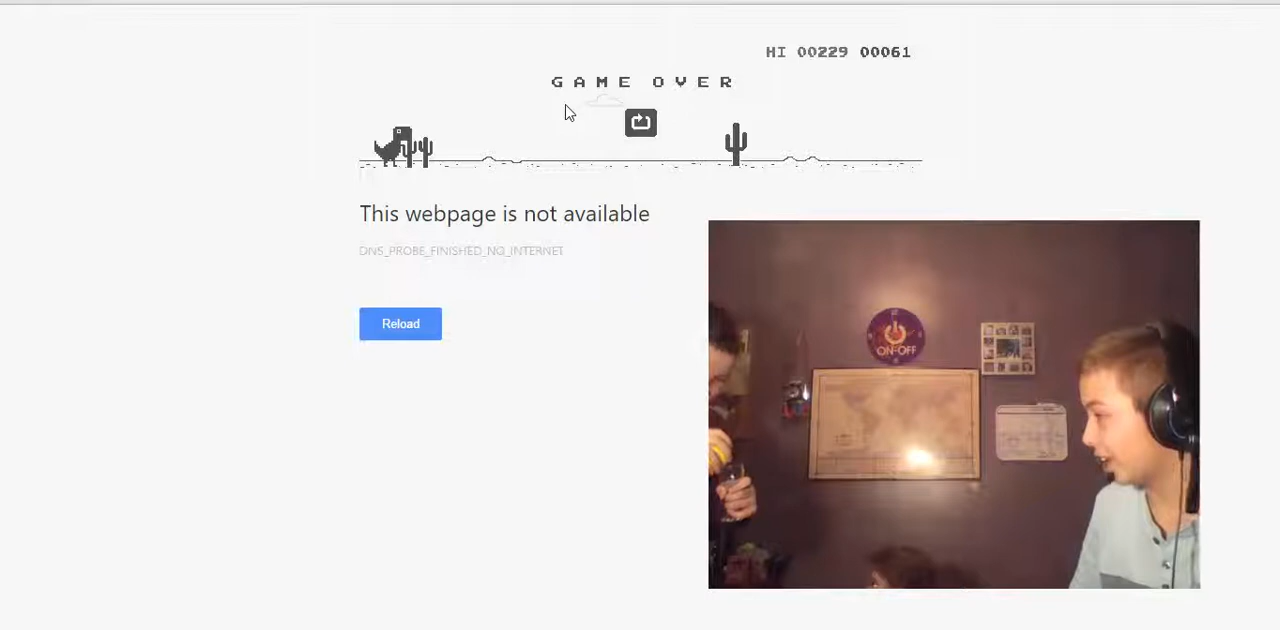 HI 00229 00061
GAME OVER
This webpage is not available
DNS_PROBE_FINISHED_NO_INTERNET
Reload
ON-OFF